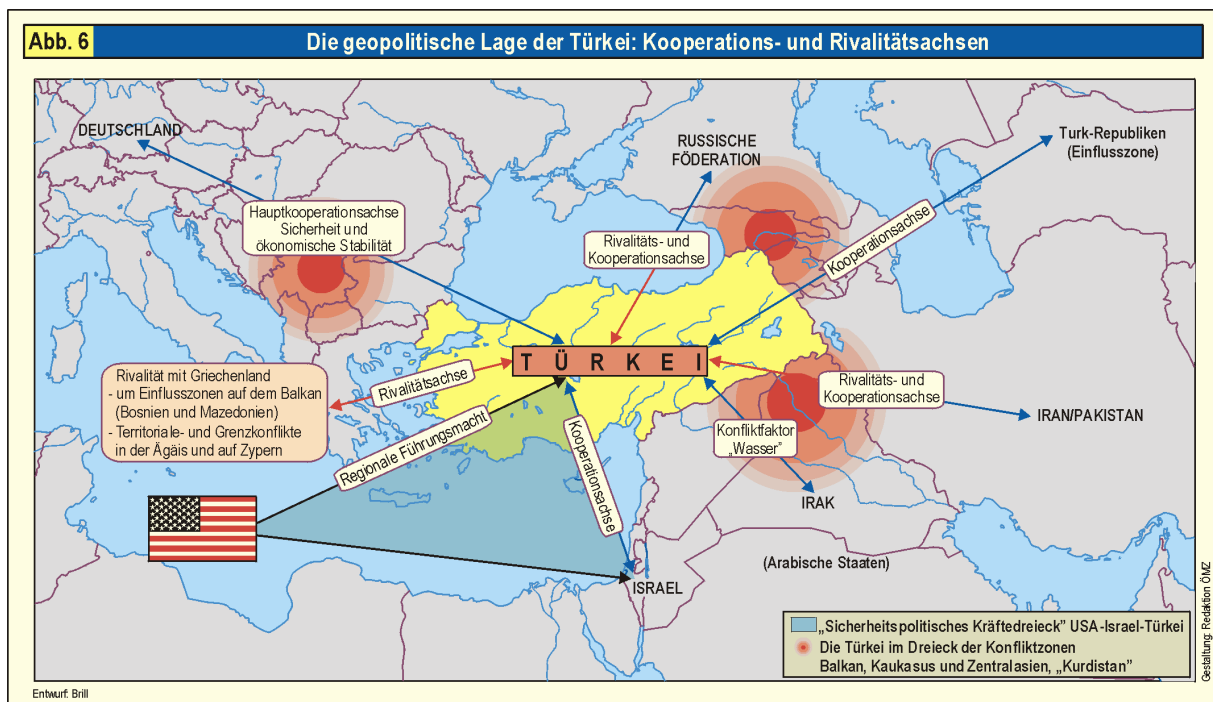 Abb. 6
Die geopolitische Lage der Türkei: Kooperations- und Rivalitätsachsen
DEUTSCHLAND
RUSSISCHE
FÖDERATION
Turk-Republiken
(Einflusszone)
Hauptkooperationsachse
Sicherheit und
ökonomische Stabilität
Rivalitäts- und
Kooperationsachse
Kooperationsachse
TÜRKEI
Rivalität mit Griechenland
- um Einflusszonen auf dem Balkan
(Bosnien und Mazedonien)
- Territoriale- und Grenzkonflikte
in der Ägäis und auf Zypern
Rivalitätsachse
Rivalitäts- und
Kooperationsachse
IRAN/PAKISTAN
Regionale Führungsmacht
Kooperationsachse
Konfliktfaktor
„Wasser”
IRAK
(Arabische Staaten)
ISRAEL
„Sicherheitspolitisches Kräftedreieck” USA-Israel-Türkei
Die Türkei im Dreieck der Konfliktzonen
Balkan, Kaukasus und Zentralasien, „Kurdistan”
Gestaltung: Redaktion ÖMZ
Entwurf: Brill